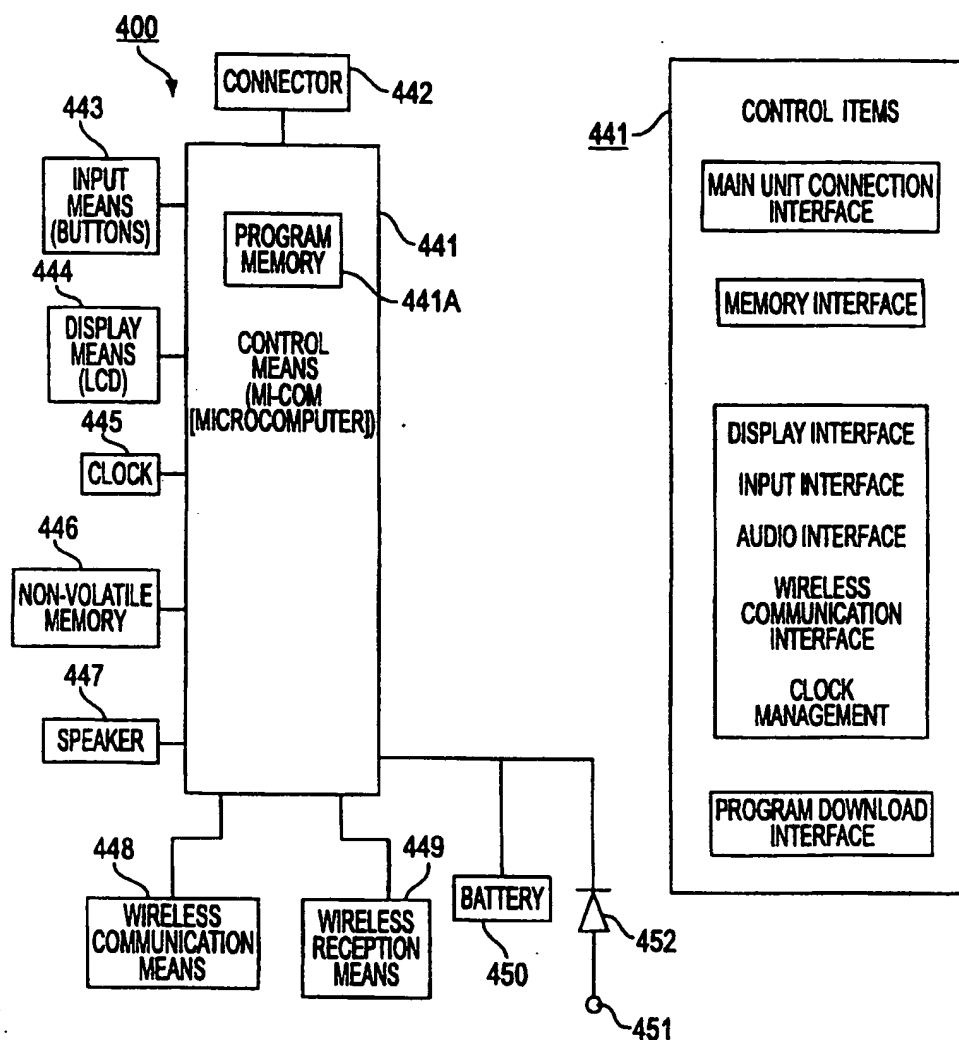 400
CONNECTOR
442
443
INPUT
MEANS
(BUTTONS)
441
PROGRAM
MEMORY
441A
444
DISPLAY
MEANS
(LCD)
CONTROL
MEANS
(MI-COM
[MICROCOMPUTER])
445
CLOCK
446
NON-VOLATILE
MEMORY
447
SPEAKER
448
WIRELESS
COMMUNICATION
MEANS
449
WIRELESS
RECEPTION
MEANS
BATTERY
450
452
451
441
CONTROL ITEMS
MAIN UNIT CONNECTION
INTERFACE
MEMORY INTERFACE
DISPLAY INTERFACE
INPUT INTERFACE
AUDIO INTERFACE
WIRELESS
COMMUNICATION
INTERFACE
CLOCK
MANAGEMENT
PROGRAM DOWNLOAD
INTERFACE